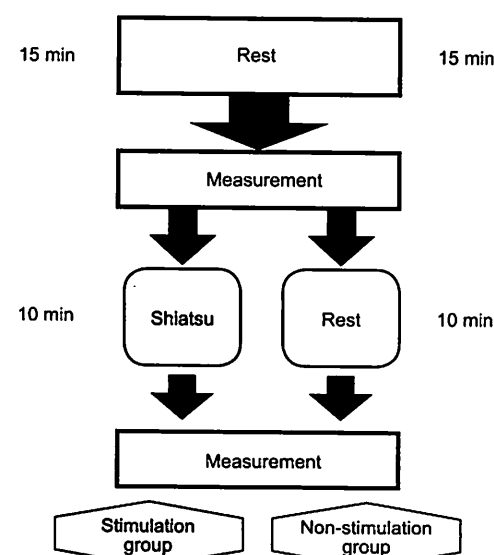 15 min Rest 15 min
Measurement
10 min Shiatsu Rest 10 min
Measurement
Stimulation
group
Non-stimulation
group